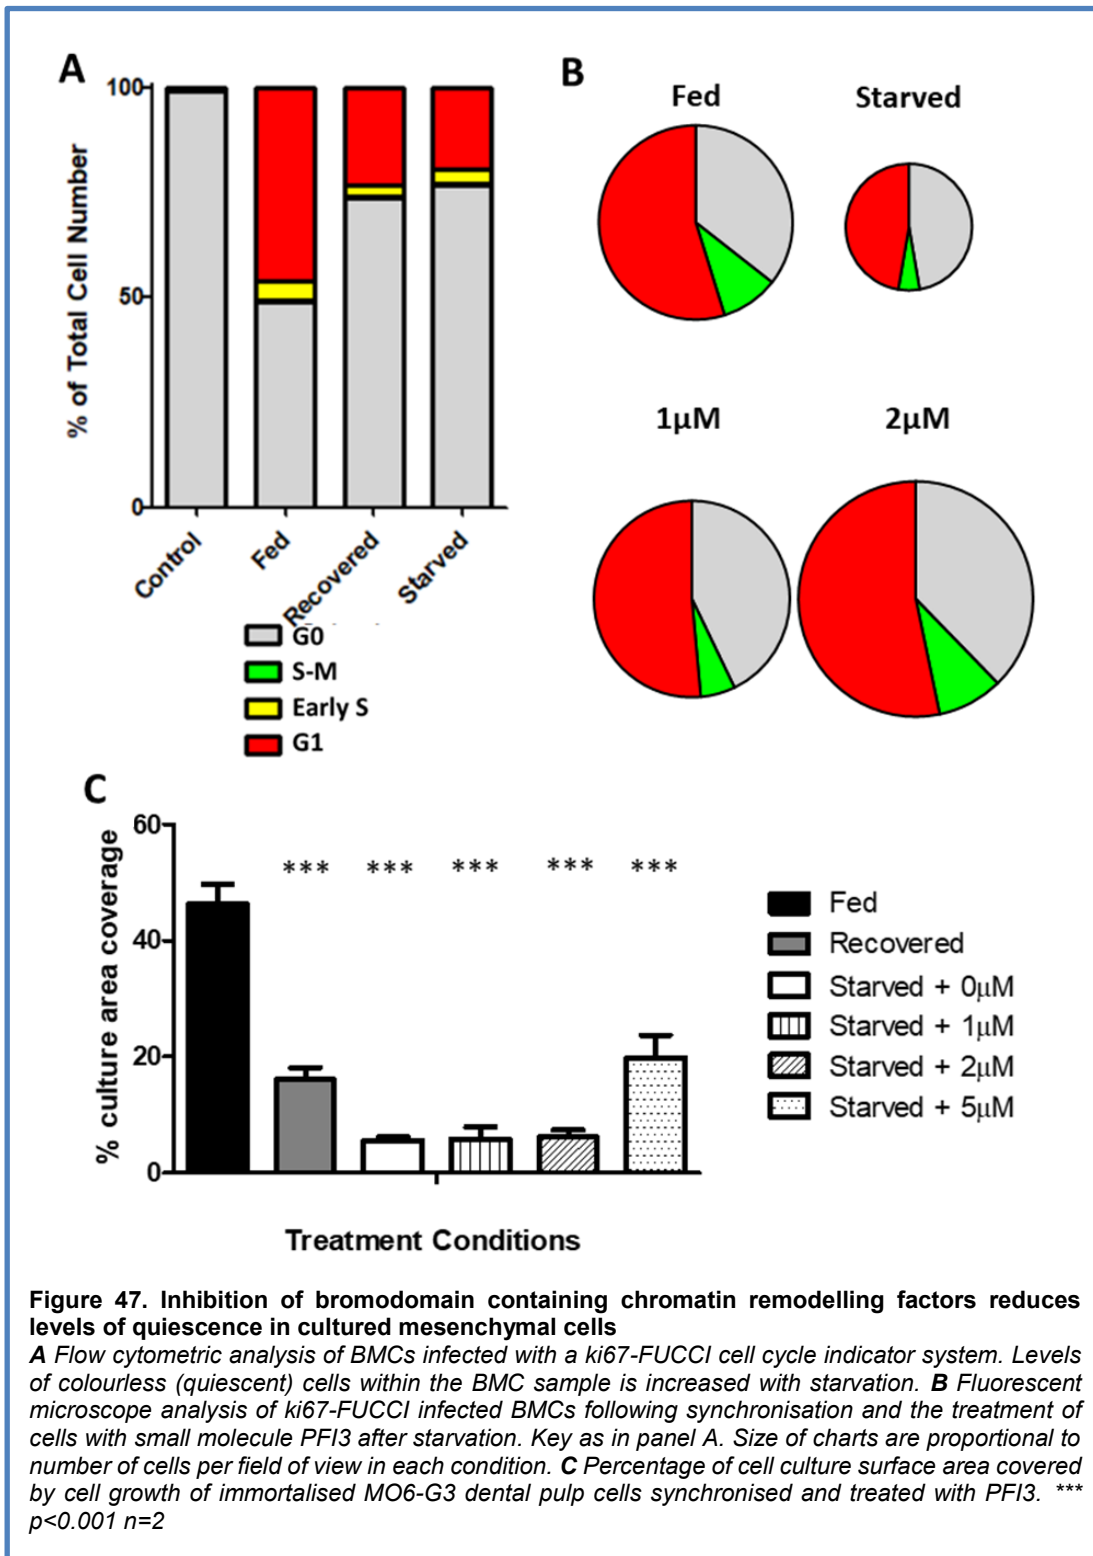 A
B
100
50
0
% of Total Cell Number
Control
Fed
Recovered
Starved
G0
S-M
Early S
G1
Fed
Starved
1µM
2µM
C
60
40
20
0
% culture area coverage
*** *** *** *** ***
Treatment Conditions
Fed
Recovered
Starved + 0µM
Starved + 1µM
Starved + 2µM
Starved + 5µM
Figure 47. Inhibition of bromodomain containing chromatin remodelling factors reduces
levels of quiescence in cultured mesenchymal cells
A Flow cytometric analysis of BMCs infected with a ki67-FUCCI cell cycle indicator system. Levels
of colourless (quiescent) cells within the BMC sample is increased with starvation. B Fluorescent
microscope analysis of ki67-FUCCI infected BMCs following synchronisation and the treatment of
cells with small molecule PFI3 after starvation. Key as in panel A. Size of charts are proportional to
number of cells per field of view in each condition. C Percentage of cell culture surface area covered
by cell growth of immortalised MO6-G3 dental pulp cells synchronised and treated with PFI3. ***
p<0.001 n=2